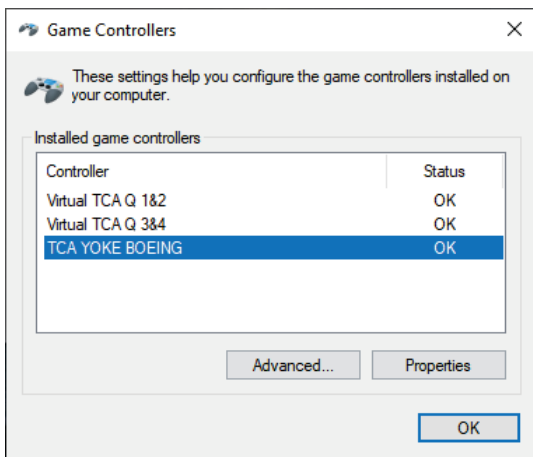 Game Controllers
These settings help you configure the game controllers installed on
your computer.
Installed game controllers
Controller Status
Virtual TCA Q 1&2 OK
Virtual TCA Q 3&4 OK
TCA YOKE BOEING OK
Advanced... Properties
OK